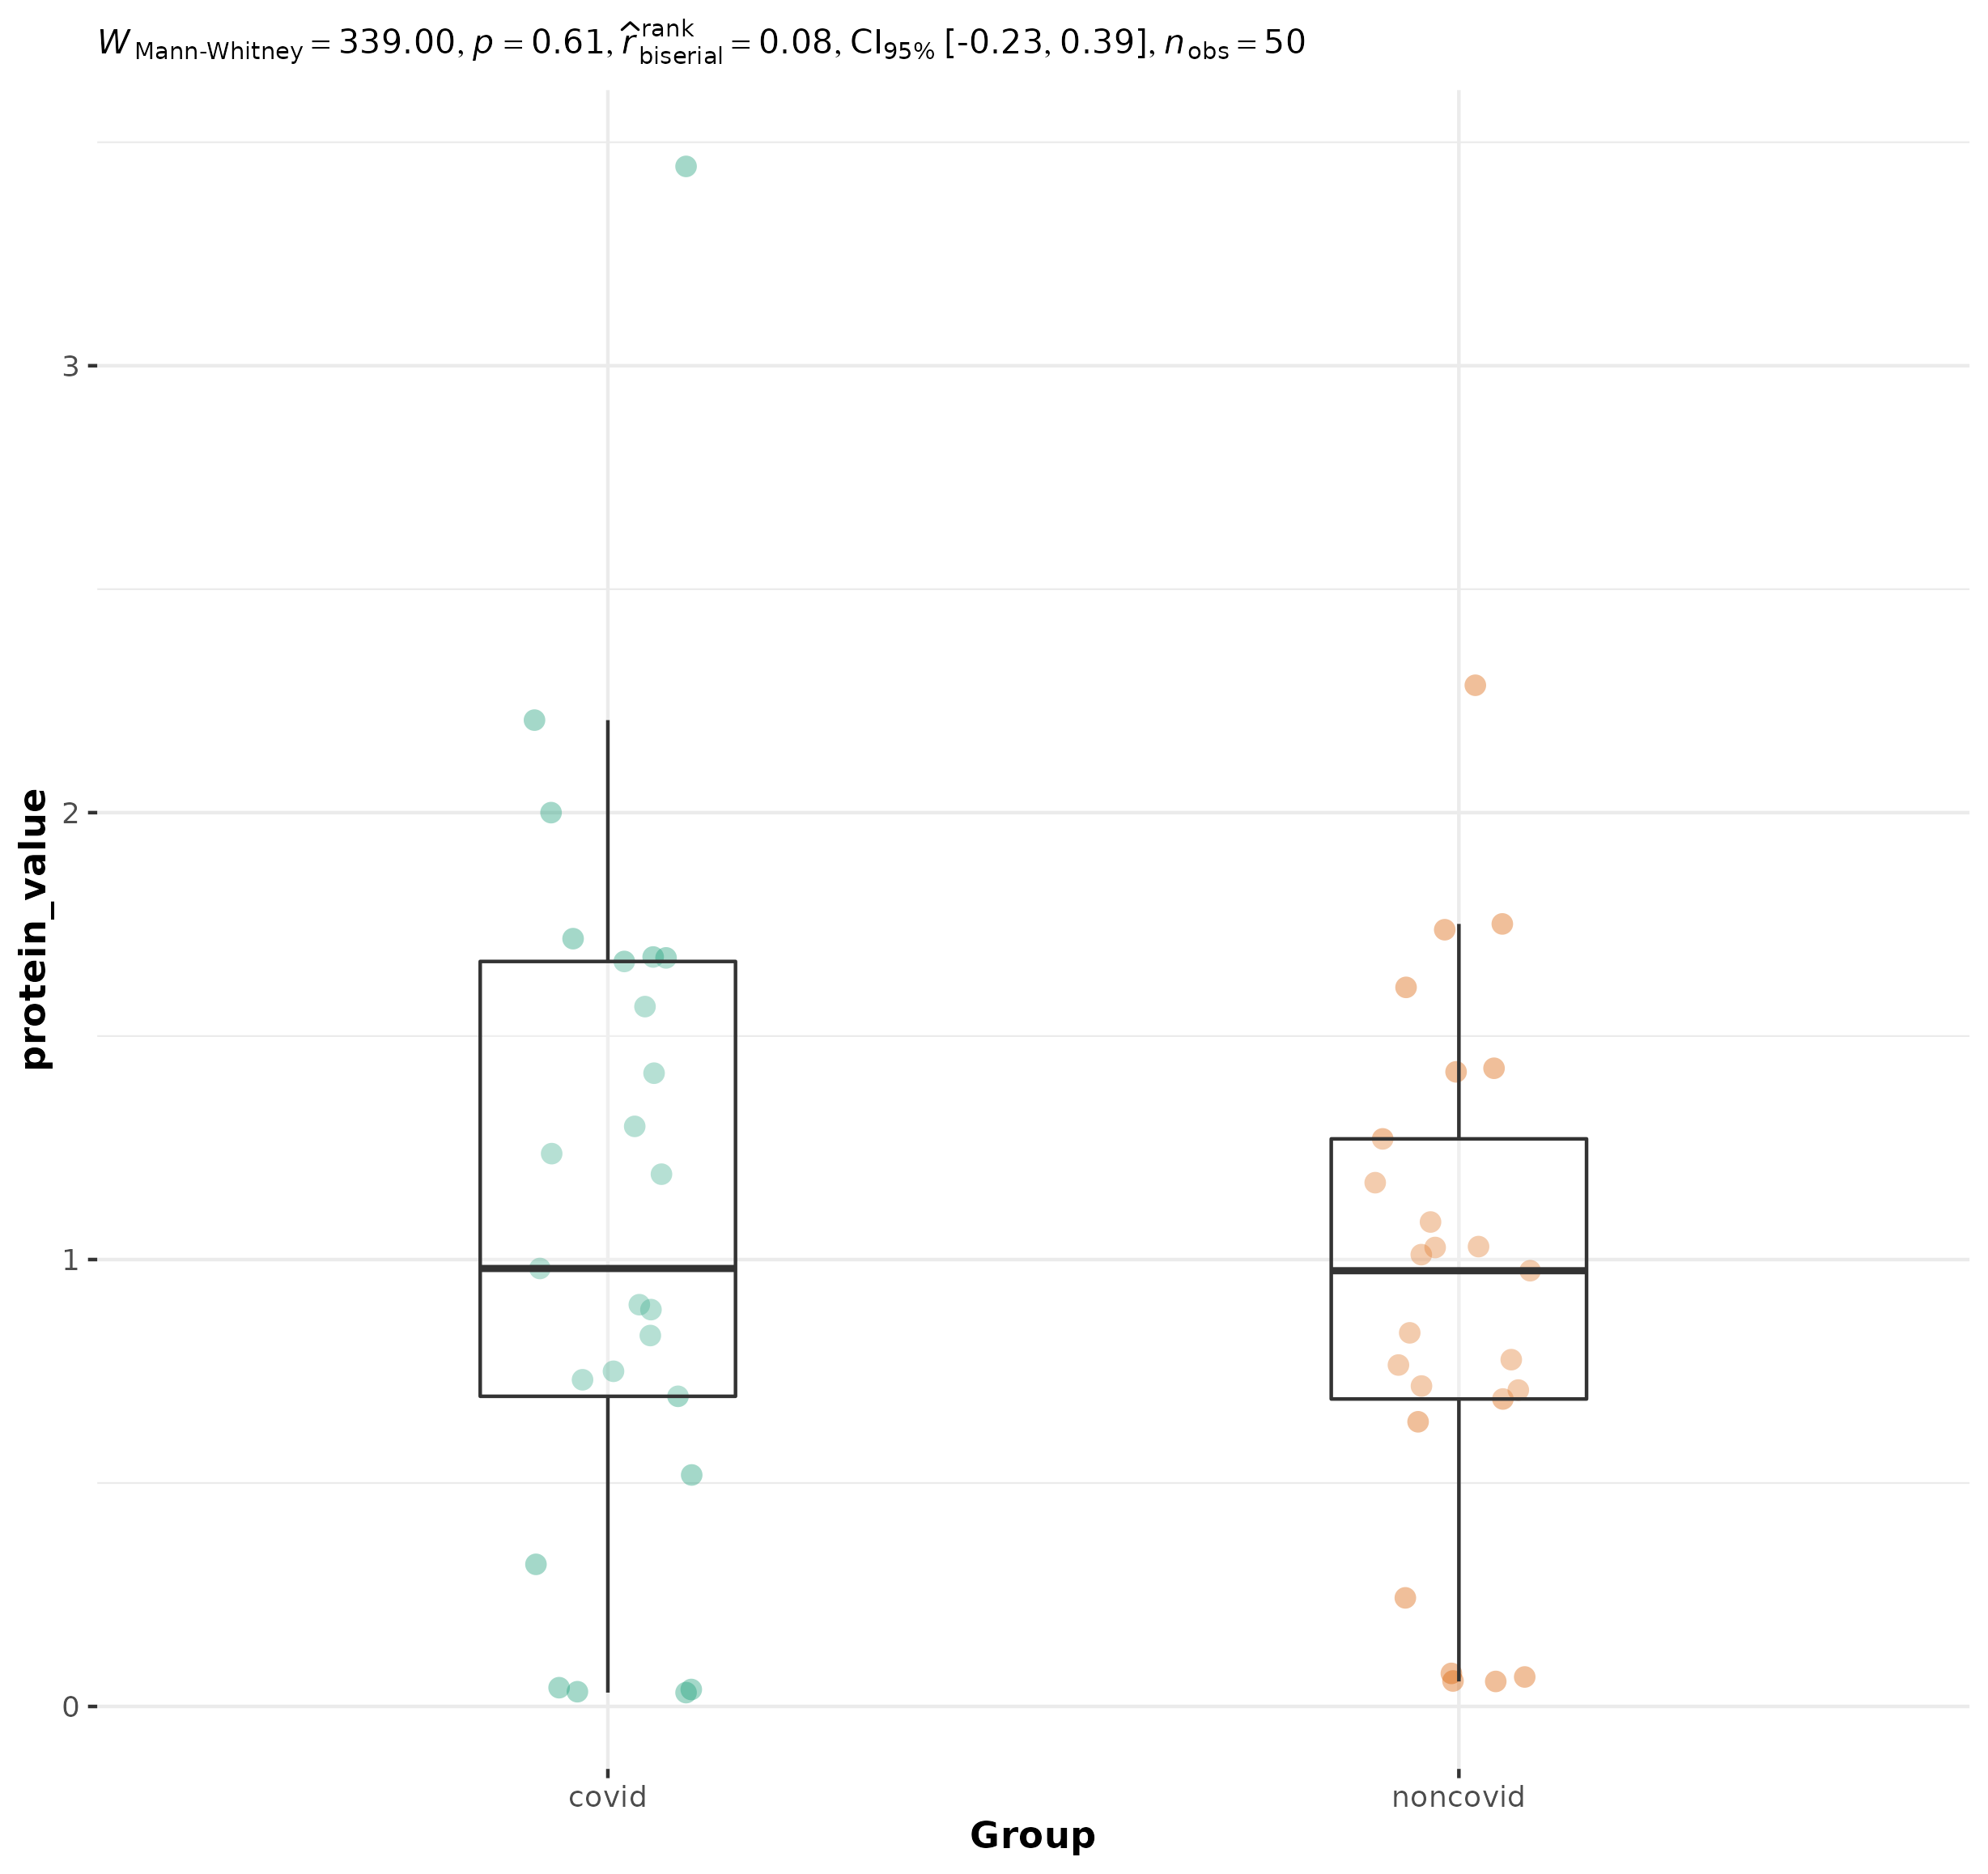 W Mann-Whitney = 339.00, p = 0.61, r̂ rank biserial = 0.08, CI95% [-0.23, 0.39], n obs = 50
protein_value
3
2
1
0
covid noncovid
Group